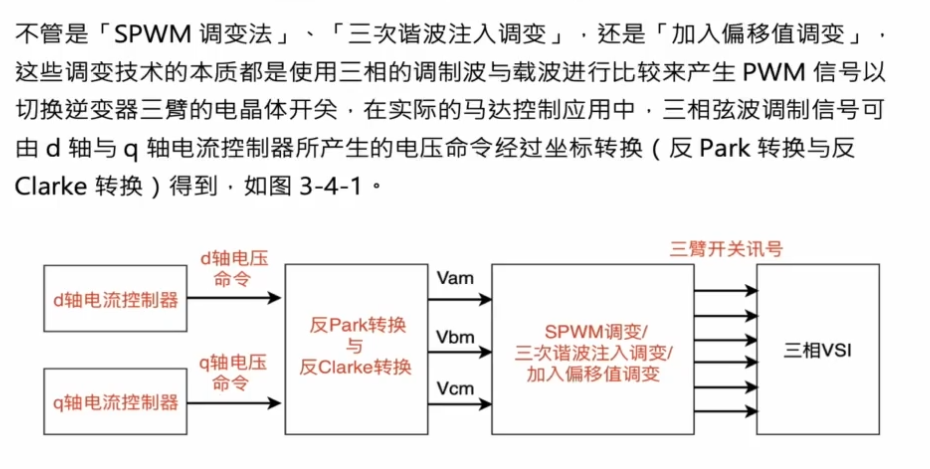 不管是「SPWM 调变法」、「三次谐波注入调变」，还是「加入偏移值调变」，
这些调变技术的本质都是使用三相的调制波与载波进行比较来产生 PWM 信号以
切换逆变器三臂的电晶体开关，在实际的马达控制应用中，三相弦波调制信号可
由 d 轴与 q 轴电流控制器所产生的电压命令经过坐标转换（反 Park 转换与反
Clarke 转换）得到，如图 3-4-1。
三臂开关讯号
d轴电压
命令
d轴电流控制器
Vam
反Park转换
与
反Clarke转换
Vbm
SPWM调变/
三次谐波注入调变/
加入偏移值调变
三相VSI
q轴电压
命令
q轴电流控制器
Vcm